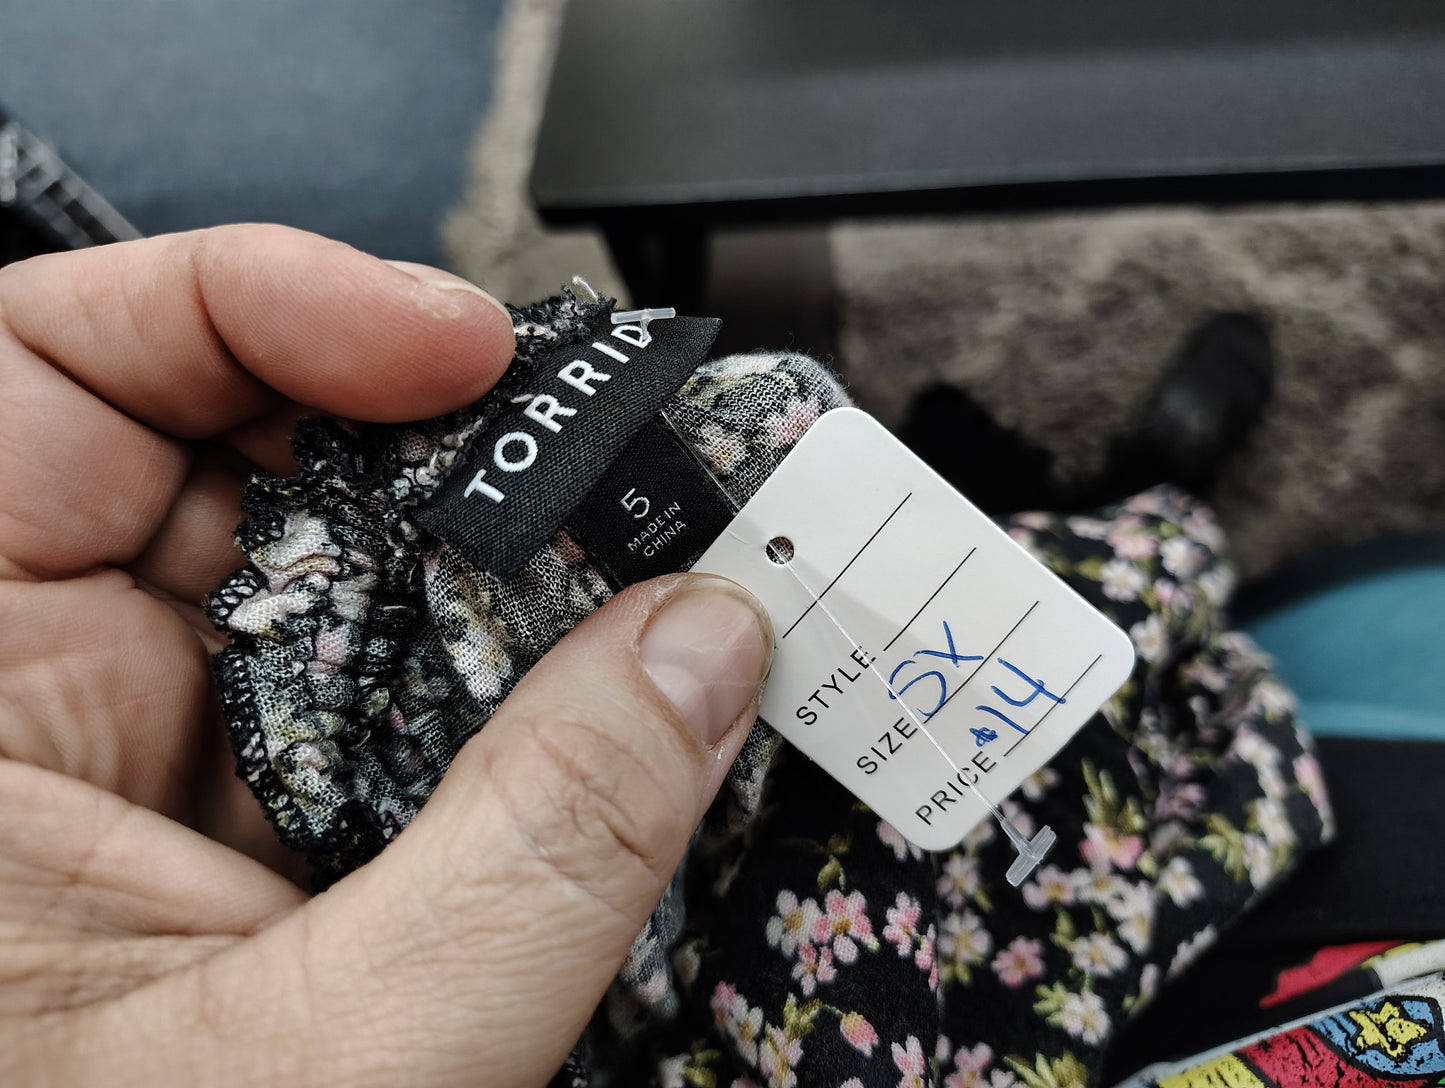 TORRID
5
MADE IN
CHINA
STYLE
SIZE 5X
PRICE $14